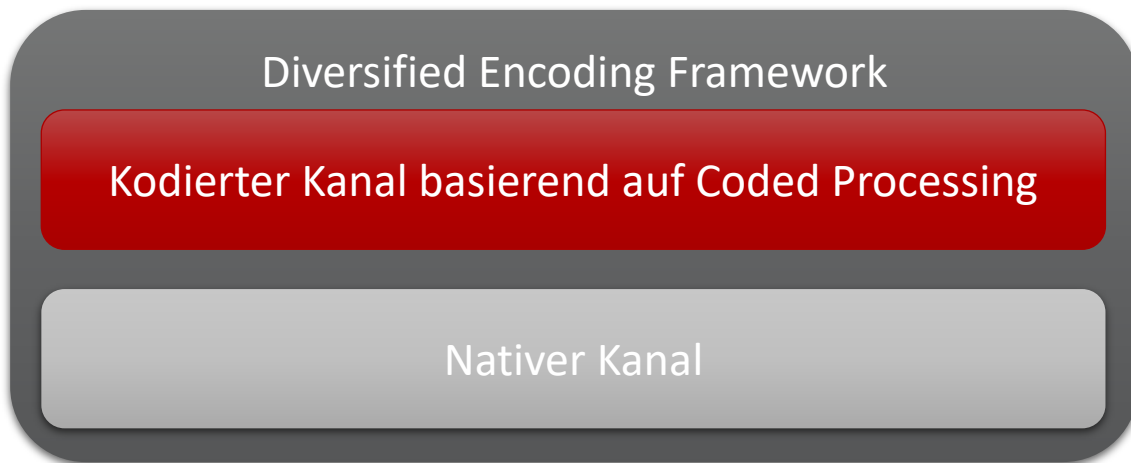 Diversified Encoding Framework
Kodierter Kanal basierend auf Coded Processing
Nativer Kanal